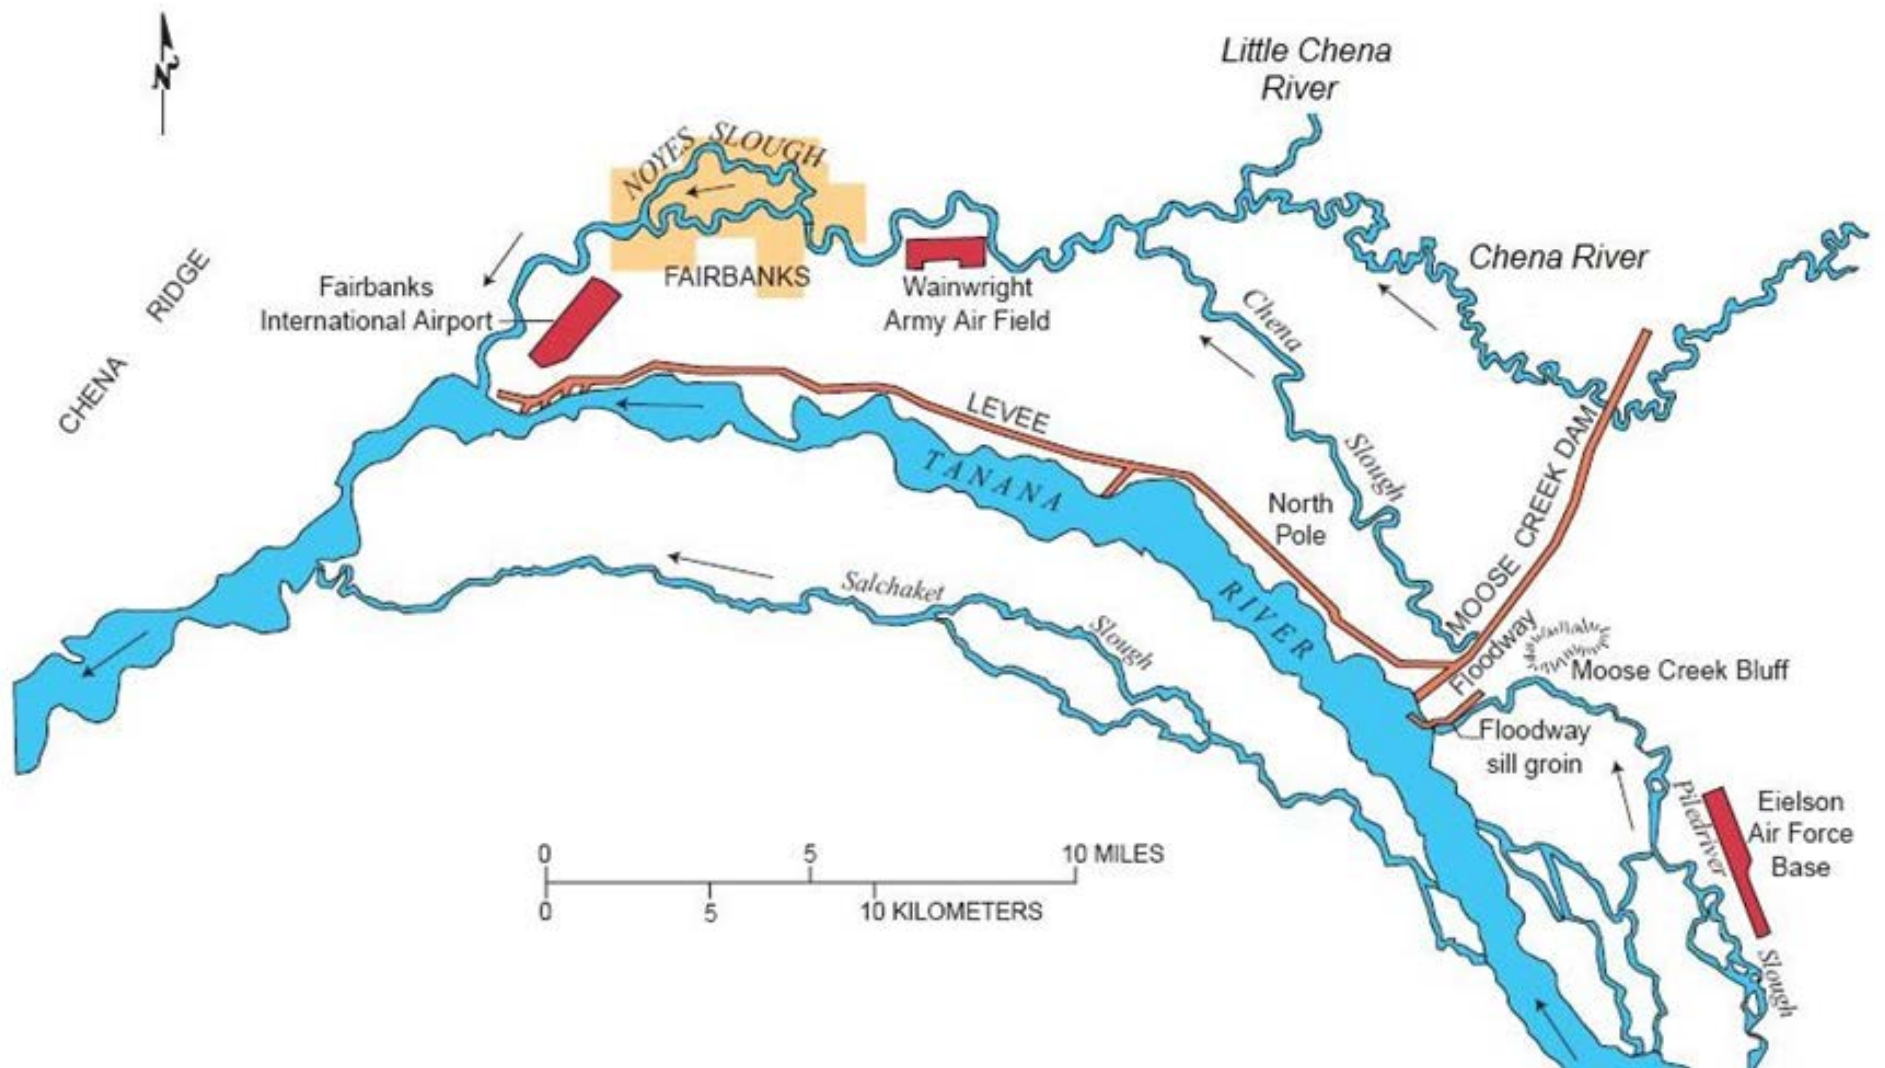 N
Little Chena
River
NOYES SLOUGH
Chena River
CHENA RIDGE
Fairbanks
International Airport
FAIRBANKS
Wainwright
Army Air Field
Chena
Slough
LEVEE
TANANA
RIVER
North
Pole
MOOSE CREEK DAM
Floodway
Moose Creek Bluff
Floodway
sill groin
Salchaket
Slough
Piledriver
Slough
Eielson
Air Force
Base
0 5 10 MILES
0 5 10 KILOMETERS